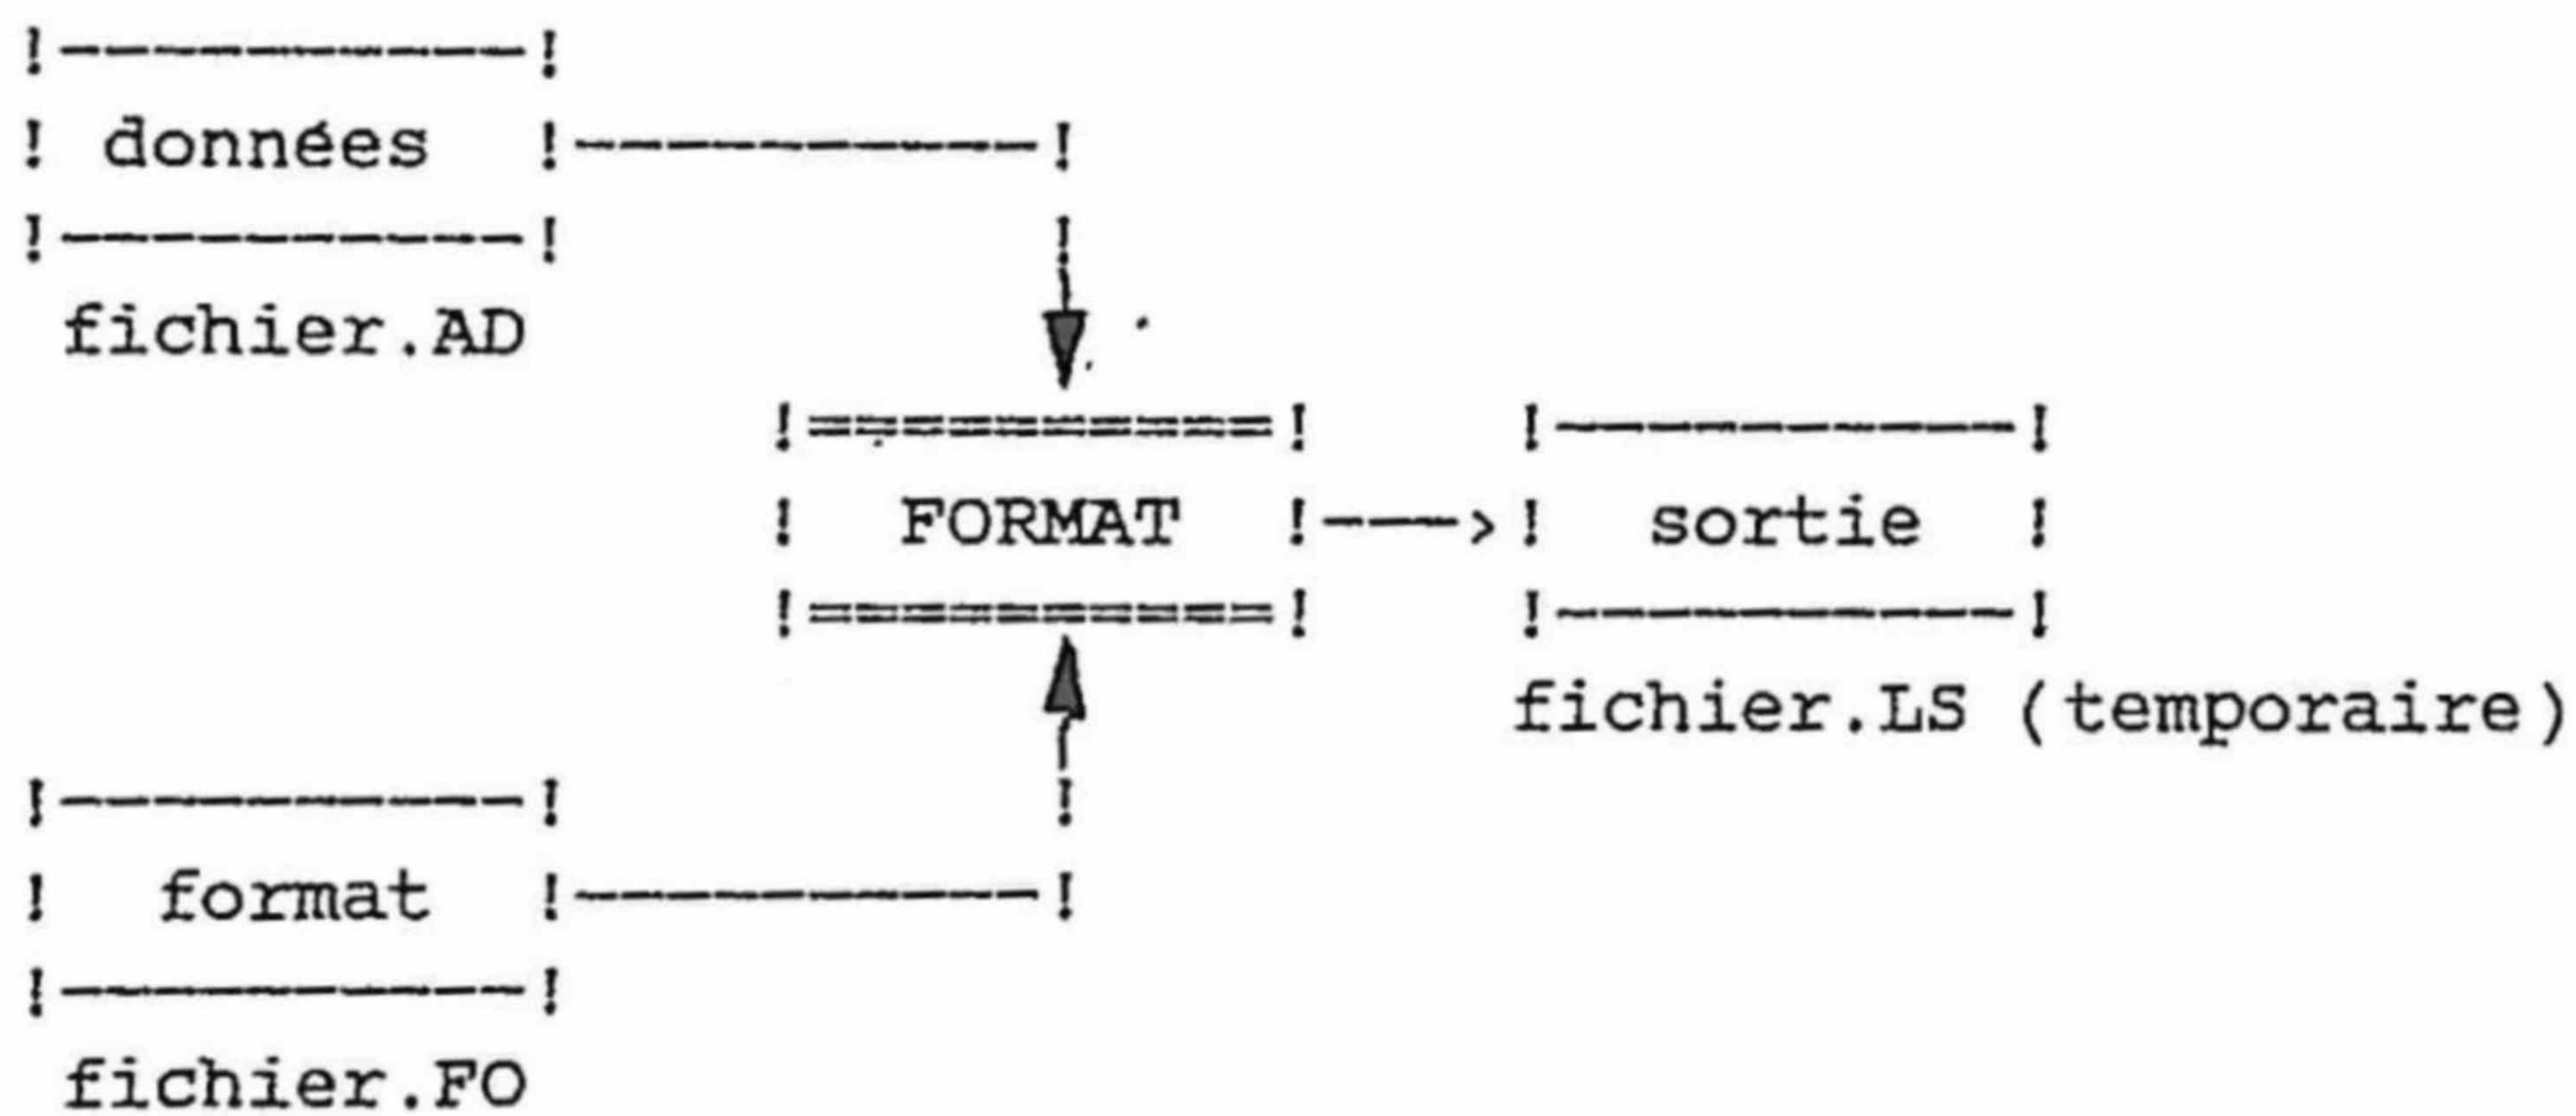 données
fichier.AD
FORMAT
sortie
fichier.LS (temporaire)
format
fichier.FO